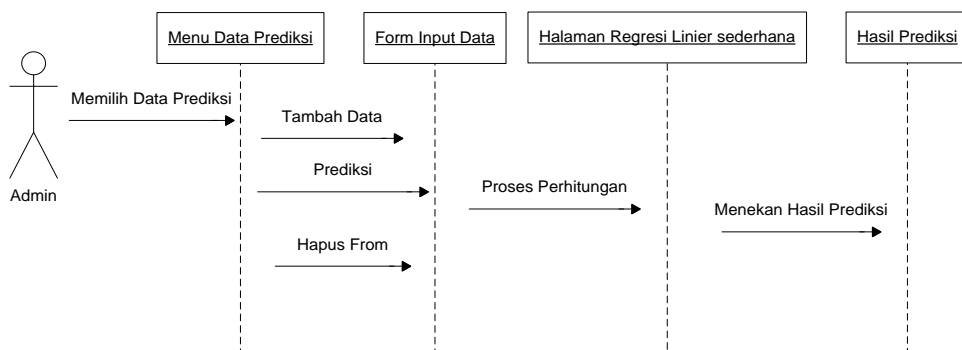 Menu Data Prediksi
Form Input Data
Halaman Regresi Linier sederhana
Hasil Prediksi
Memilih Data Prediksi
Tambah Data
Prediksi
Admin
Proses Perhitungan
Menekan Hasil Prediksi
Hapus From